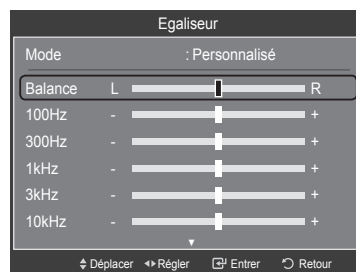 Egaliseur
Mode : Personnalisé
Balance L R
100Hz - +
300Hz - +
1kHz - +
3kHz - +
10kHz - +
Déplacer Régler Entrer Retour